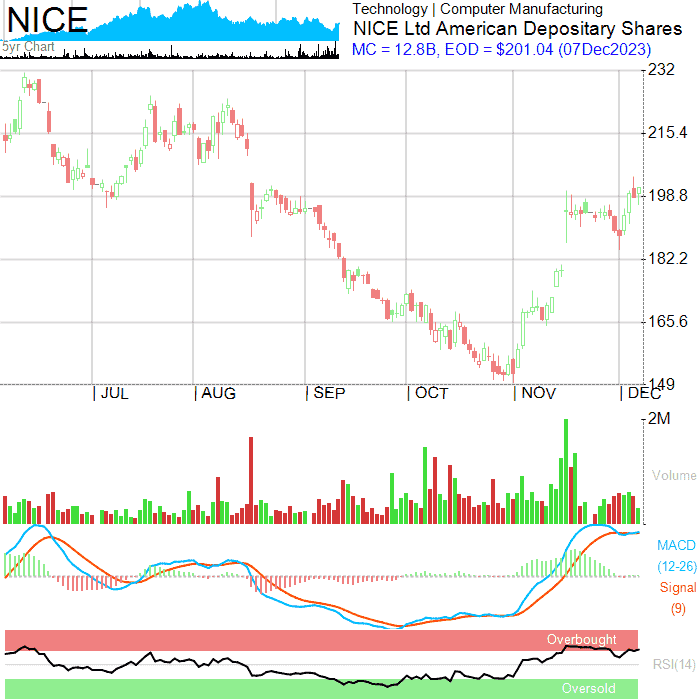 NICE
5yr Chart
Technology | Computer Manufacturing
NICE Ltd American Depositary Shares
MC = 12.8B, EOD = $201.04 (07Dec2023)
232
215.4
198.8
182.2
165.6
149
JUL AUG SEP OCT NOV DEC
2M
Volume
MACD
(12-26)
Signal
(9)
Overbought
RSI(14)
Oversold